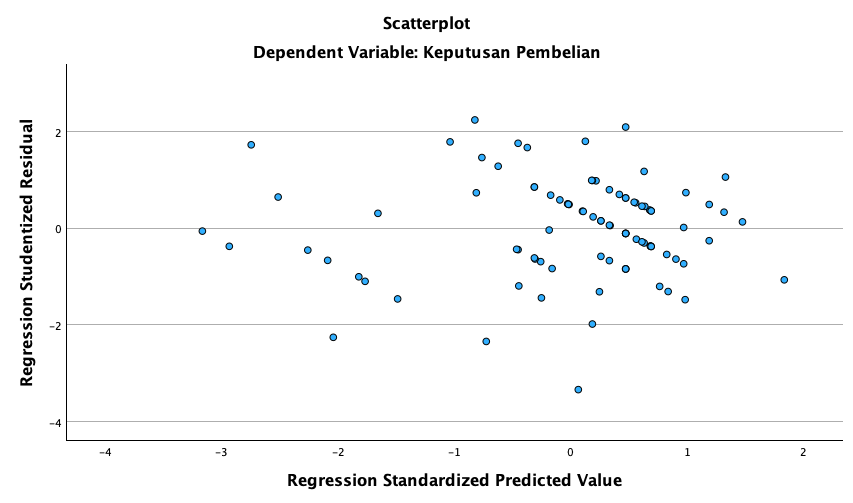 Scatterplot
Dependent Variable: Keputusan Pembelian
Regression Studentized Residual
2
0
-2
-4
-4 -3 -2 -1 0 1 2
Regression Standardized Predicted Value